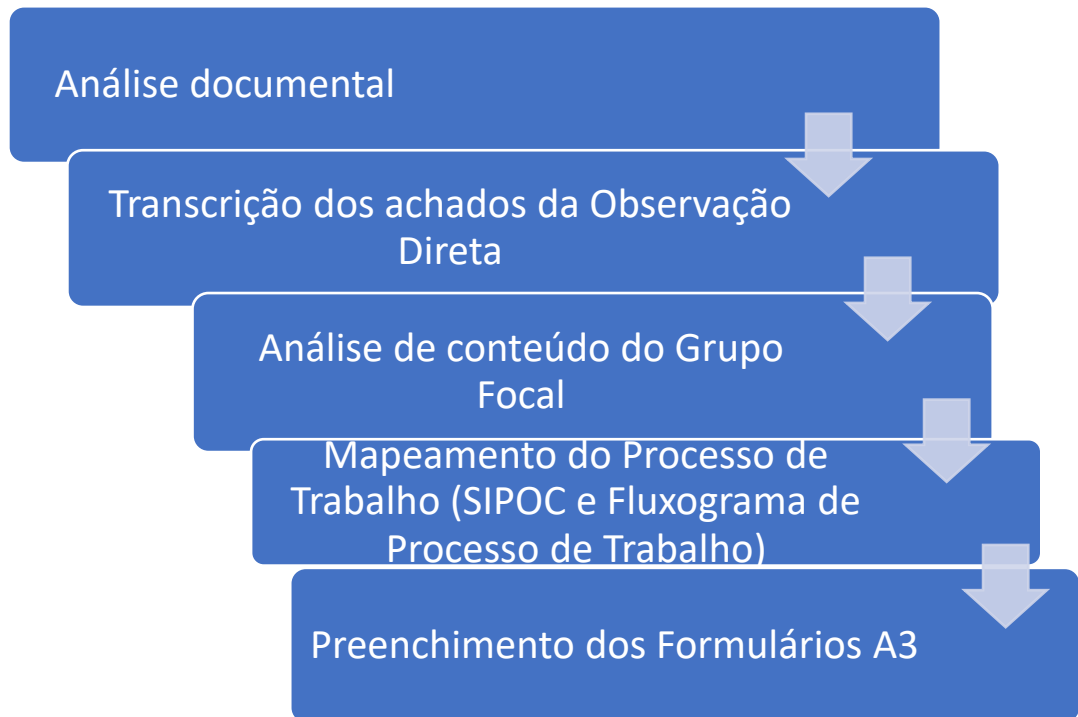 Análise documental
Transcrição dos achados da Observação
Direta
Análise de conteúdo do Grupo
Focal
Mapeamento do Processo de
Trabalho (SIPOC e Fluxograma de
Processo de Trabalho)
Preenchimento dos Formulários A3